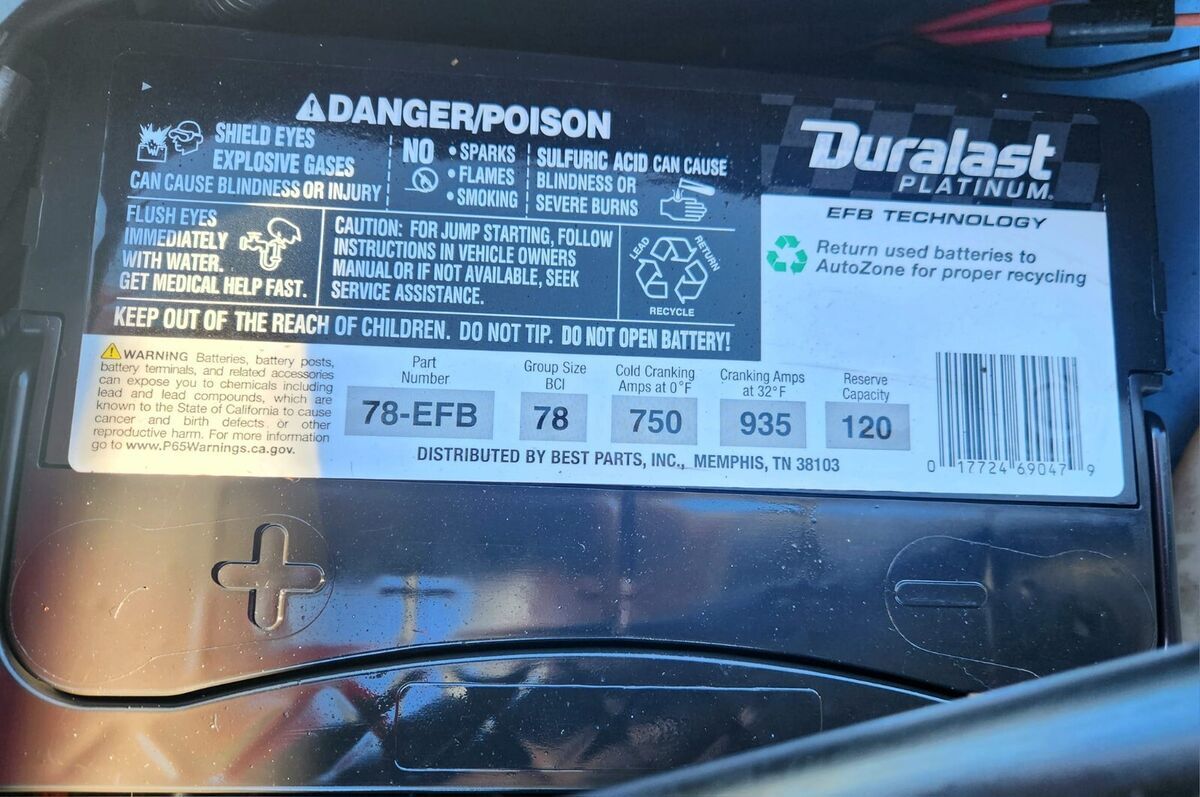 DANGER/POISON
SHIELD EYES
EXPLOSIVE GASES
CAN CAUSE BLINDNESS OR INJURY
NO
• SPARKS
• FLAMES
• SMOKING
SULFURIC ACID CAN CAUSE
BLINDNESS OR
SEVERE BURNS
FLUSH EYES
IMMEDIATELY
WITH WATER.
GET MEDICAL HELP FAST.
CAUTION: FOR JUMP STARTING, FOLLOW
INSTRUCTIONS IN VEHICLE OWNERS
MANUAL OR IF NOT AVAILABLE, SEEK
SERVICE ASSISTANCE.
LEAD
RETURN
RECYCLE
KEEP OUT OF THE REACH OF CHILDREN. DO NOT TIP. DO NOT OPEN BATTERY!
Duralast
PLATINUM.
EFB TECHNOLOGY
Return used batteries to
AutoZone for proper recycling
WARNING Batteries, battery posts,
battery terminals, and related accessories
can expose you to chemicals including
lead and lead compounds, which are
known to the State of California to cause
cancer and birth defects or other
reproductive harm. For more information
go to www.P65Warnings.ca.gov.
Part
Number
78-EFB
Group Size
BCI
78
Cold Cranking
Amps at 0°F
750
Cranking Amps
at 32°F
935
Reserve
Capacity
120
DISTRIBUTED BY BEST PARTS, INC., MEMPHIS, TN 38103
0 17724 69047 9
+
−